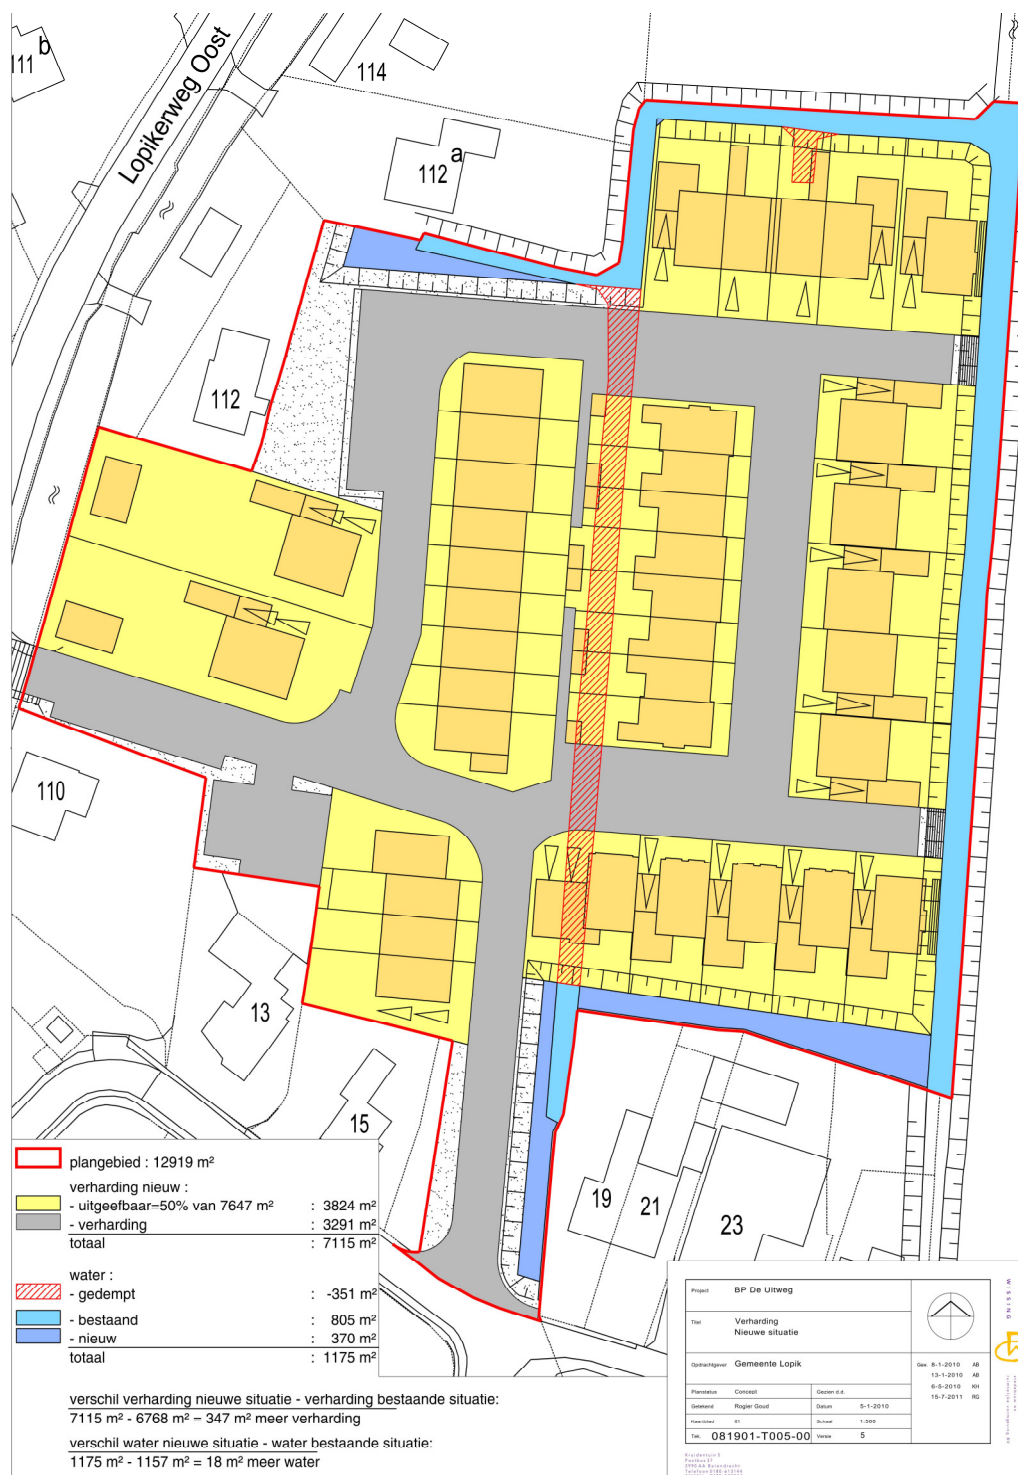 b
111
114
Lopikerweg Oost
a
112
112
110
13
15
19
21
23
plangebied : 12919 m²
verharding nieuw :
- uitgeefbaar=50% van 7647 m² : 3824 m²
- verharding : 3291 m²
totaal : 7115 m²
water :
- gedempt : -351 m²
- bestaand : 805 m²
- nieuw : 370 m²
totaal : 1175 m²
verschil verharding nieuwe situatie - verharding bestaande situatie:
7115 m² - 6768 m² = 347 m² meer verharding
verschil water nieuwe situatie - water bestaande situatie:
1175 m² - 1157 m² = 18 m² meer water
Project BP De Uitweg
Titel Verharding
Nieuwe situatie
Opdrachtgever Gemeente Lopik
Gew. 8-1-2010 AB
13-1-2010 AB
6-5-2010 KH
15-7-2011 RG
Planstatus Concept Gezien d.d.
Getekend Rogier Goud Datum 5-1-2010
Schaal 1:500
Tek. 081901-T005-00 Versie 5
WISSING